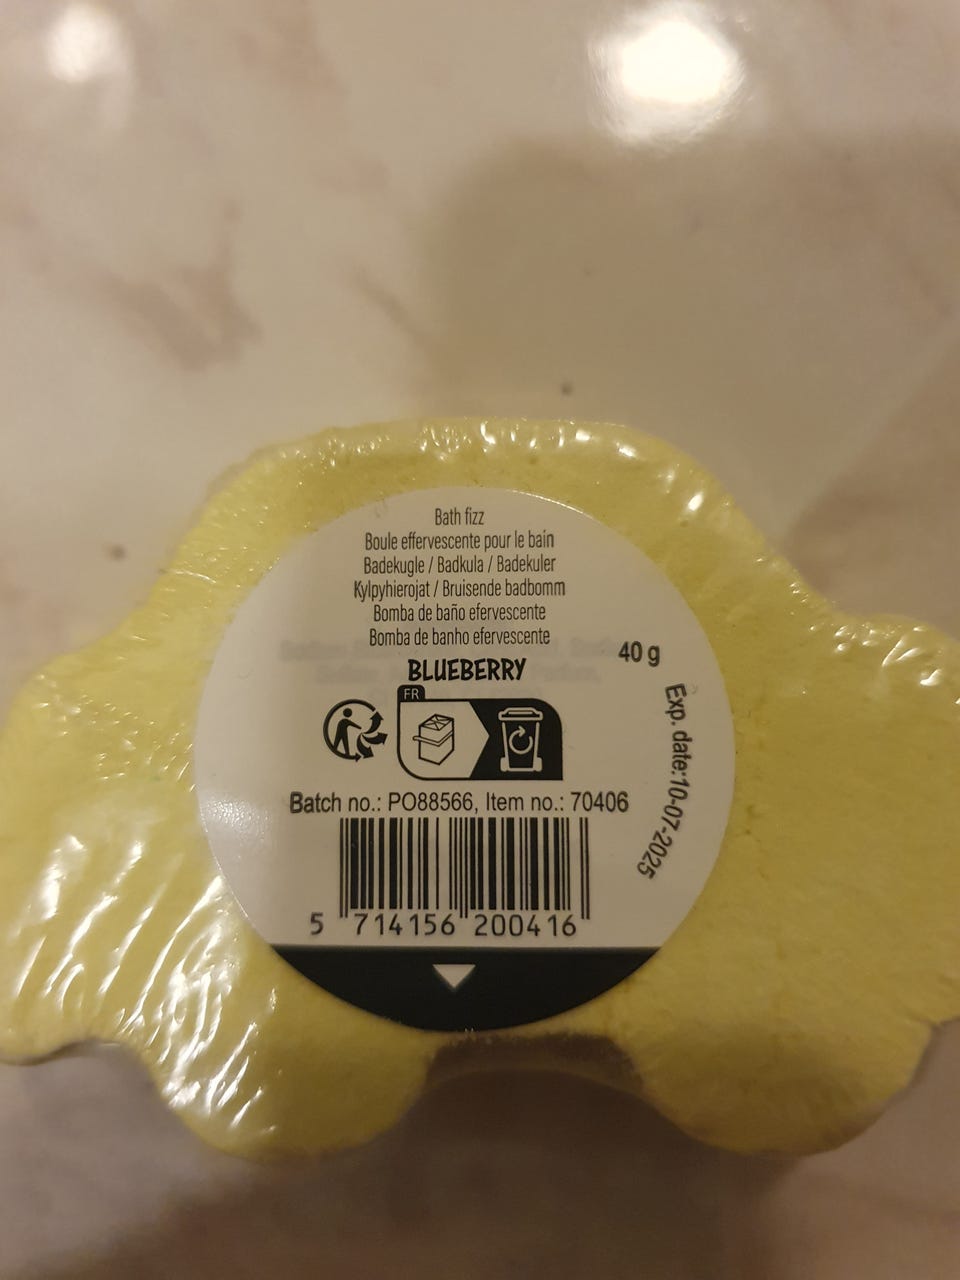 Bath fizz
Boule effervescente pour le bain
Badekugle / Badkula / Badekuler
Kylpyhierojat / Bruisende badbomm
Bomba de baño efervescente
Bomba de banho efervescente
40 g
BLUEBERRY
FR
Exp. date:10-07-2025
Batch no.: PO88566, Item no.: 70406
5 714156 200416